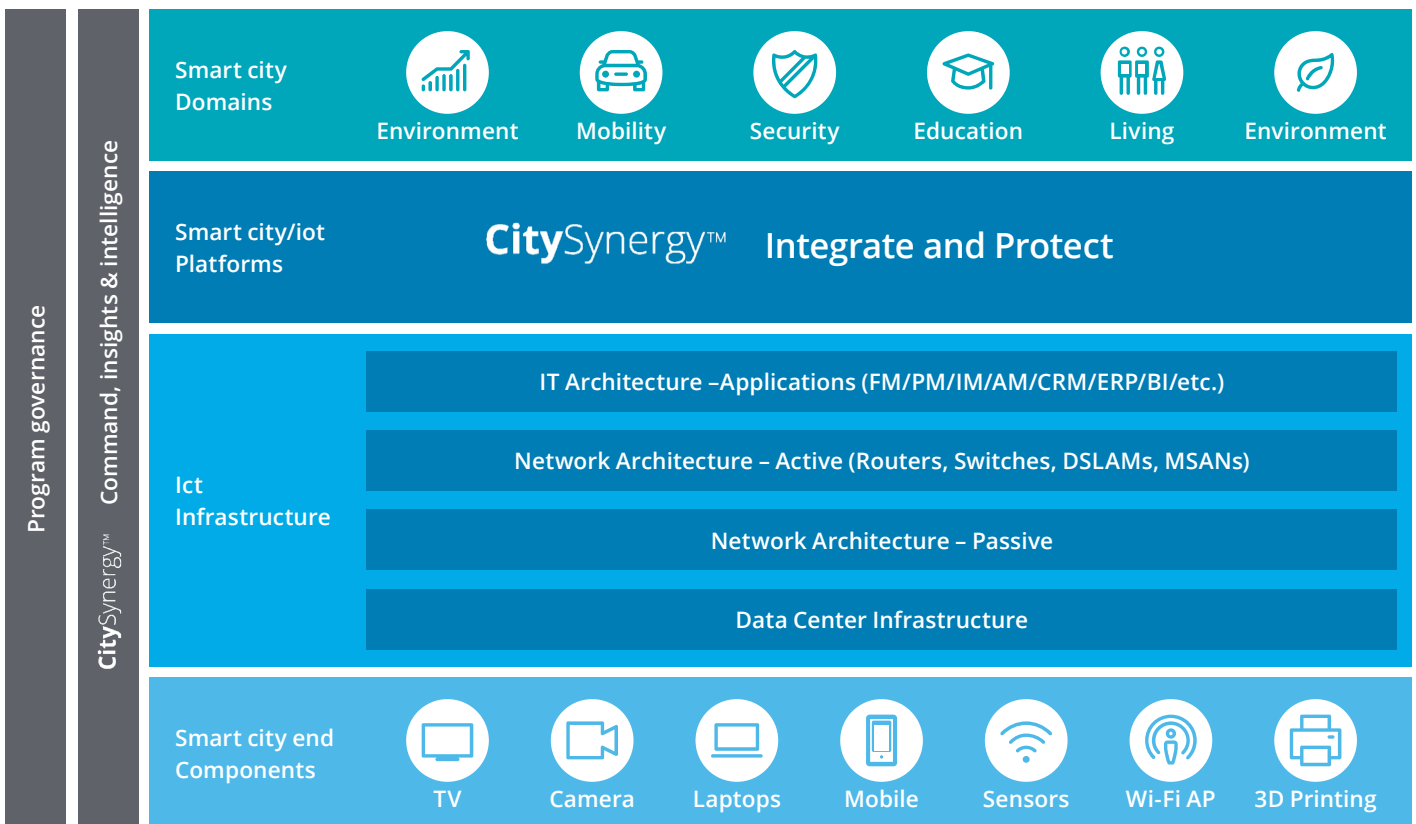 Program governance
CitySynergy™ Command, insights & intelligence
Smart city
Domains
Environment
Mobility
Security
Education
Living
Environment
Smart city/iot
Platforms
CitySynergy™ Integrate and Protect
Ict
Infrastructure
IT Architecture –Applications (FM/PM/IM/AM/CRM/ERP/BI/etc.)
Network Architecture – Active (Routers, Switches, DSLAMs, MSANs)
Network Architecture – Passive
Data Center Infrastructure
Smart city end
Components
TV
Camera
Laptops
Mobile
Sensors
Wi-Fi AP
3D Printing